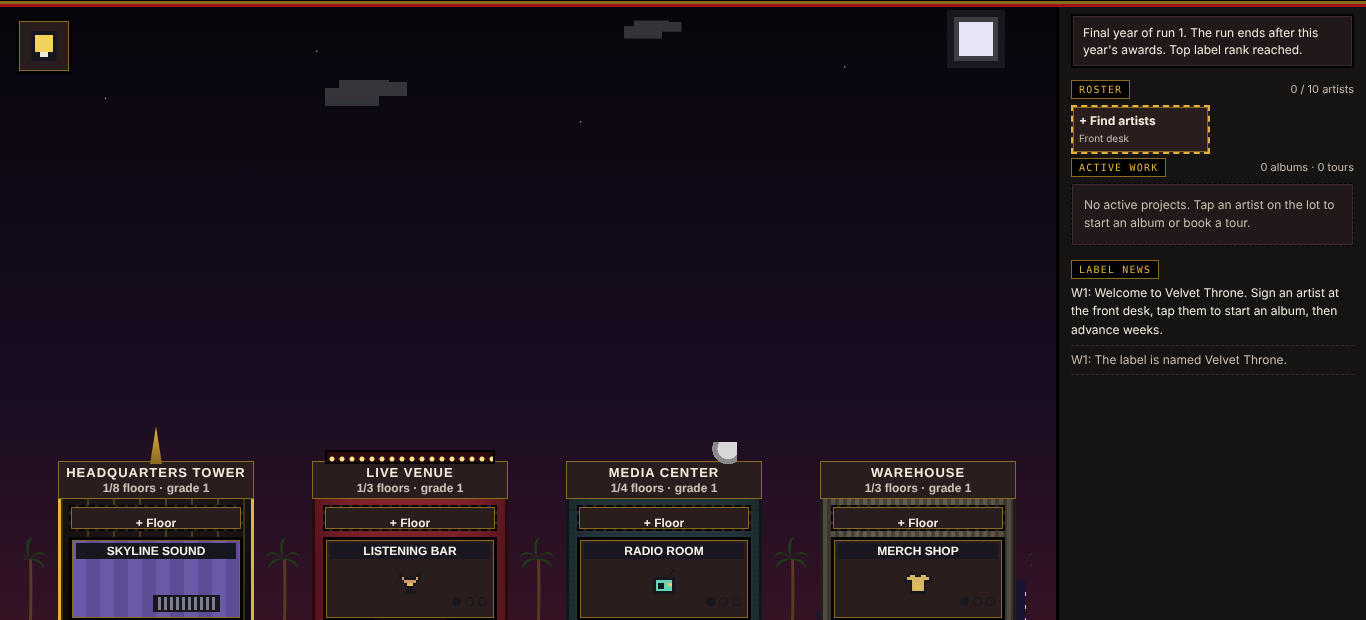 Final year of run 1. The run ends after this
year's awards. Top label rank reached.
ROSTER
0 / 10 artists
+ Find artists
Front desk
ACTIVE WORK
0 albums · 0 tours
No active projects. Tap an artist on the lot to
start an album or book a tour.
LABEL NEWS
W1: Welcome to Velvet Throne. Sign an artist at
the front desk, tap them to start an album, then
advance weeks.
W1: The label is named Velvet Throne.
HEADQUARTERS TOWER
1/8 floors · grade 1
+ Floor
SKYLINE SOUND
LIVE VENUE
1/3 floors · grade 1
+ Floor
LISTENING BAR
MEDIA CENTER
1/4 floors · grade 1
+ Floor
RADIO ROOM
WAREHOUSE
1/3 floors · grade 1
+ Floor
MERCH SHOP